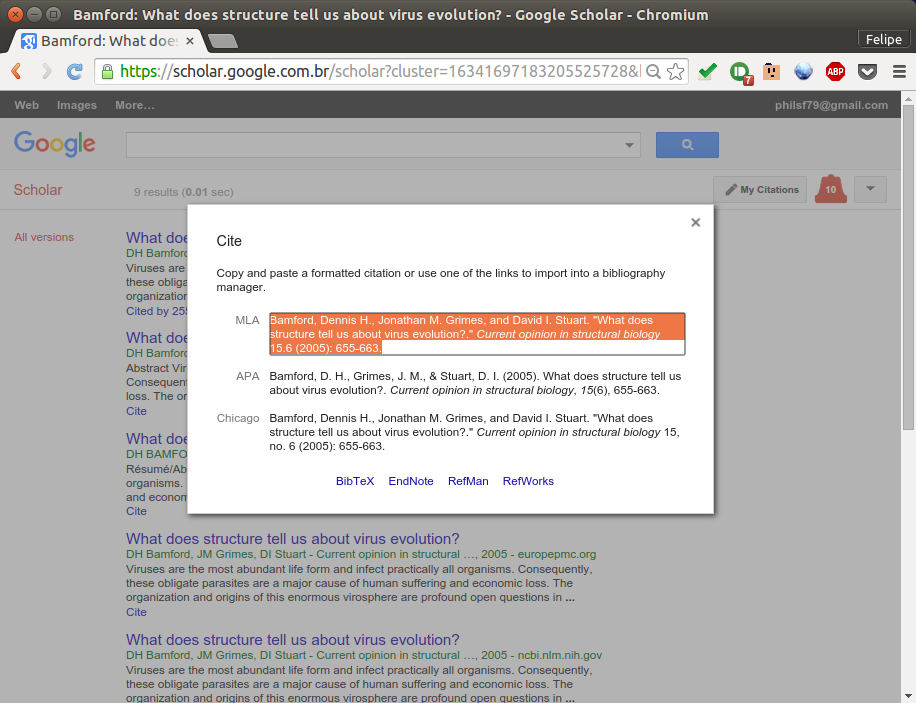 Bamford: What does structure tell us about virus evolution? - Google Scholar - Chromium
Bamford: What doe
Felipe
https://scholar.google.com.br/scholar?cluster=16341697183205525728&
7
ABP
Web Images More...
philsf79@gmail.com
Google
Scholar
9 results (0.01 sec)
My Citations
10
All versions
What doe
DH Bamford
Viruses are
these obliga
organization
Cited by 255
What doe
DH Bamford
Abstract Vir
Consequent
loss. The or
Cite
What doe
DH BAMFO
Résumé/Ab
organisms.
and econom
Cite
Cite
Copy and paste a formatted citation or use one of the links to import into a bibliography
manager.
MLA
Bamford, Dennis H., Jonathan M. Grimes, and David I. Stuart. "What does
structure tell us about virus evolution?." Current opinion in structural biology
15.6 (2005): 655-663.
APA
Bamford, D. H., Grimes, J. M., & Stuart, D. I. (2005). What does structure tell us
about virus evolution?. Current opinion in structural biology, 15(6), 655-663.
Chicago
Bamford, Dennis H., Jonathan M. Grimes, and David I. Stuart. "What does
structure tell us about virus evolution?." Current opinion in structural biology 15,
no. 6 (2005): 655-663.
BibTeX EndNote RefMan RefWorks
What does structure tell us about virus evolution?
DH Bamford, JM Grimes, DI Stuart - Current opinion in structural ..., 2005 - europepmc.org
Viruses are the most abundant life form and infect practically all organisms. Consequently,
these obligate parasites are a major cause of human suffering and economic loss. The
organization and origins of this enormous virosphere are profound open questions in ...
Cite
What does structure tell us about virus evolution?
DH Bamford, JM Grimes, DI Stuart - Current opinion in structural ..., 2005 - ncbi.nlm.nih.gov
Viruses are the most abundant life form and infect practically all organisms. Consequently,
these obligate parasites are a major cause of human suffering and economic loss. The
organization and origins of this enormous virosphere are profound open questions in ...